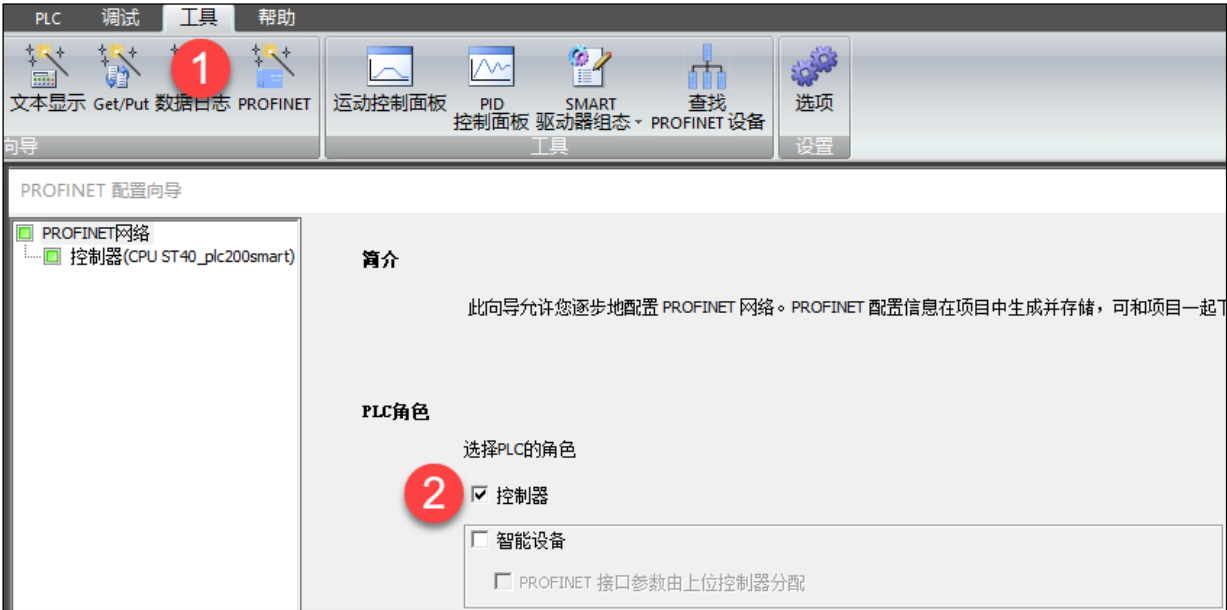 PLC 调试 工具 帮助
1
文本显示 Get/Put 数据日志 PROFINET 运动控制面板 PID SMART 查找 选项
控制面板 驱动器组态 PROFINET 设备
向导 工具 设置
PROFINET 配置向导
PROFINET网络
控制器(CPU ST40_plc200smart)
简介
此向导允许您逐步地配置 PROFINET 网络。PROFINET 配置信息在项目中生成并存储，可和项目一起
PLC角色
选择PLC的角色
2 控制器
智能设备
PROFINET 接口参数由上位控制器分配